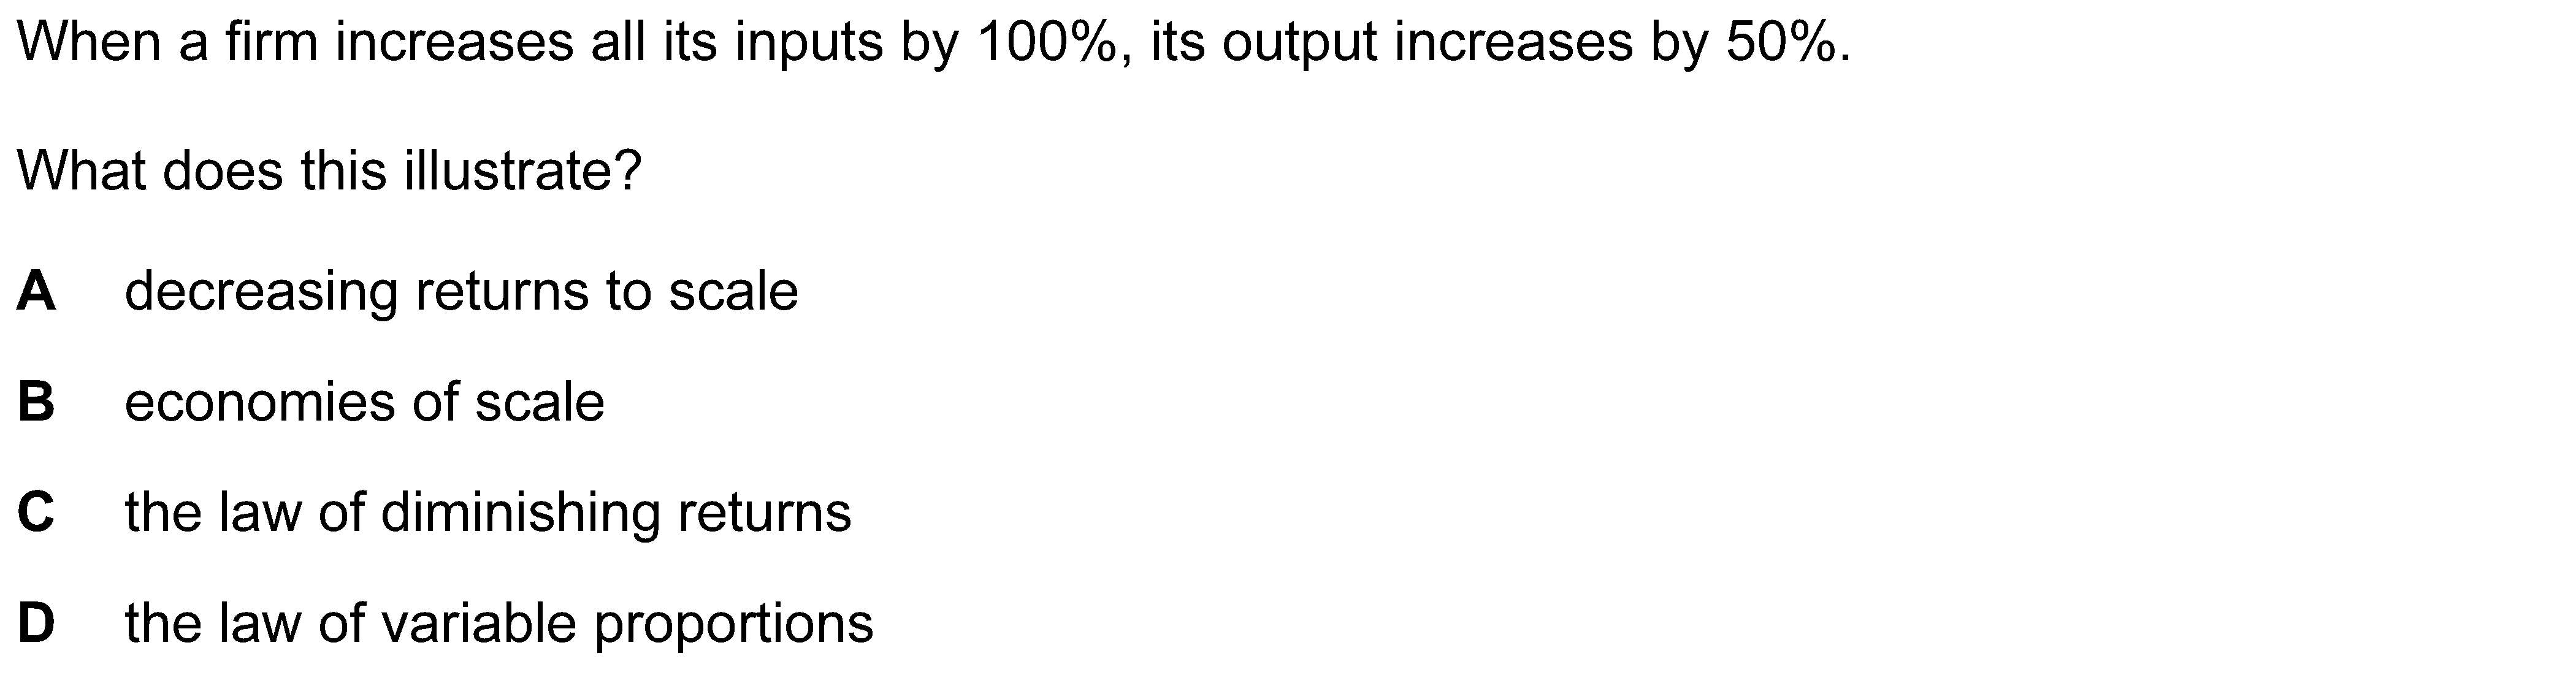 When a firm increases all its inputs by 100%, its output increases by 50%.
What does this illustrate?
A decreasing returns to scale
B economies of scale
C the law of diminishing returns
D the law of variable proportions